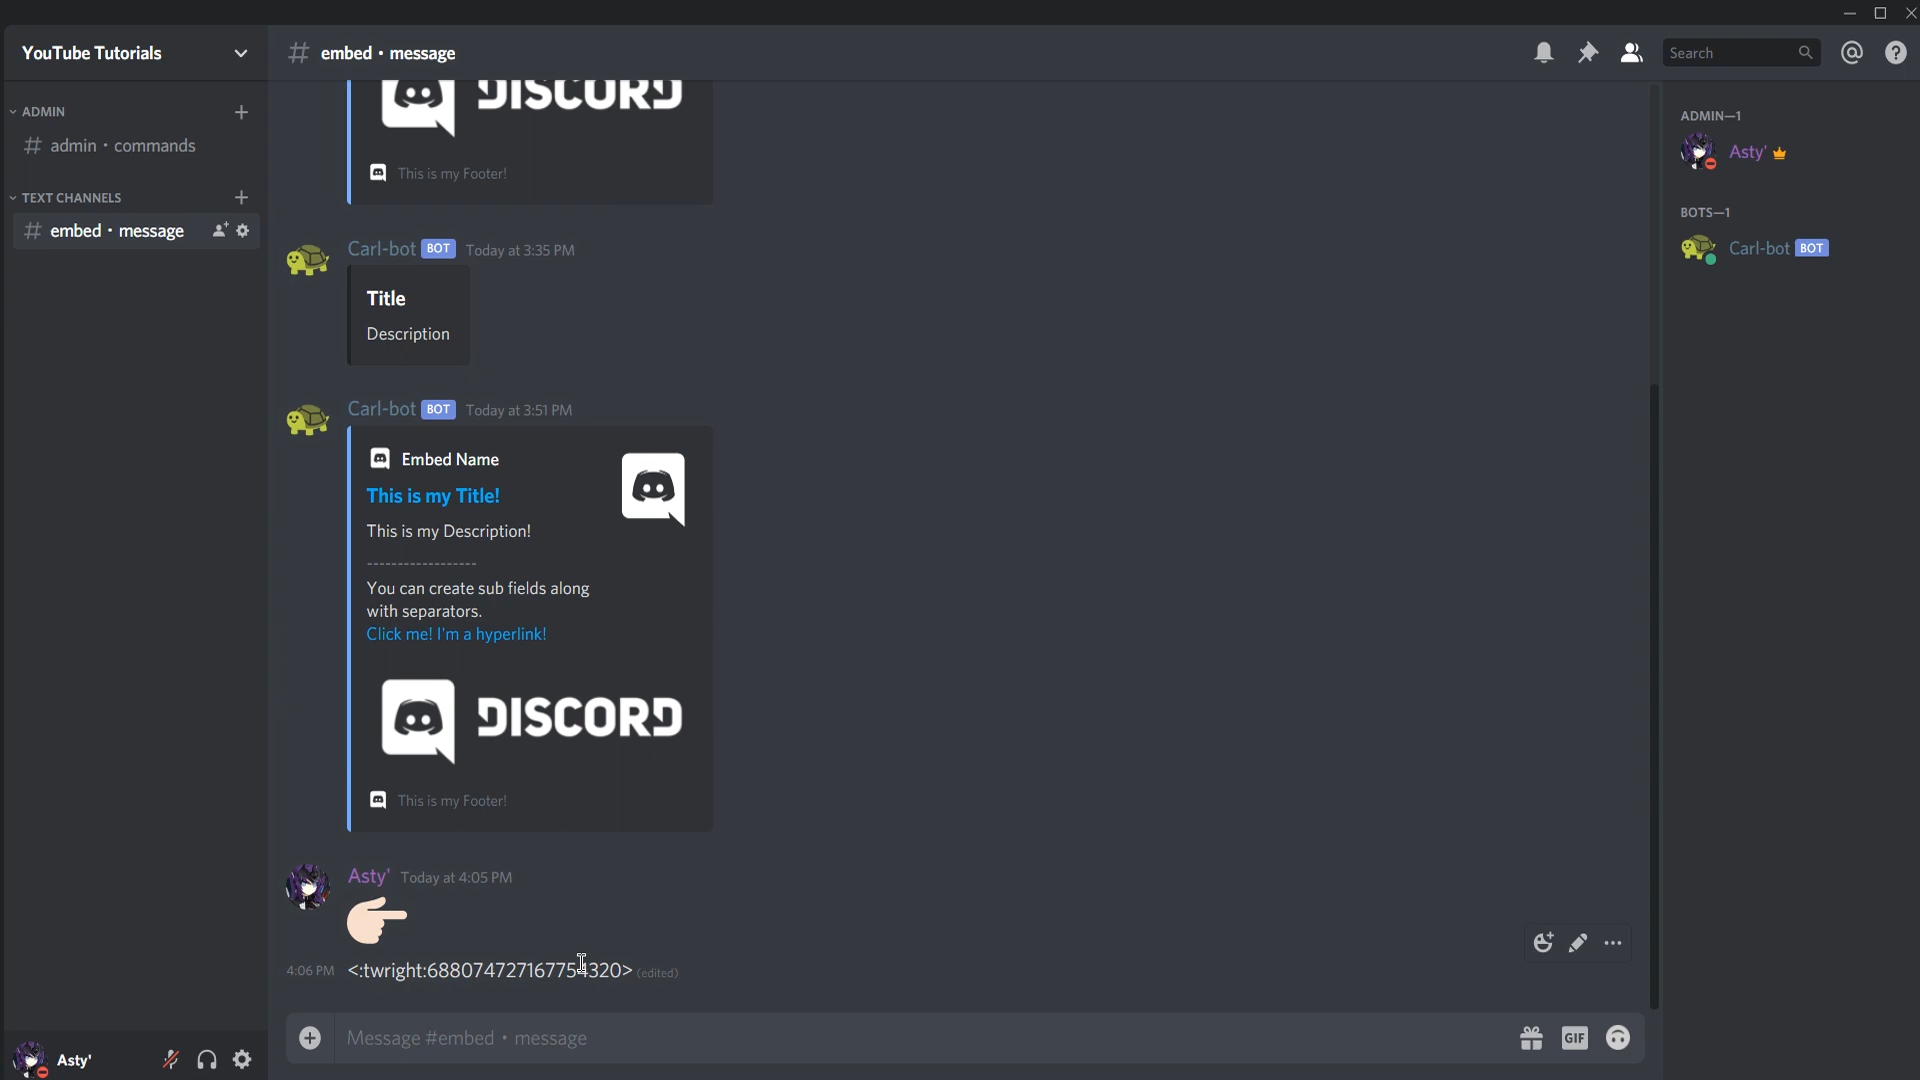 YouTube Tutorials
# embed • message
Search
ADMIN
# admin • commands
TEXT CHANNELS
# embed • message
DISCORD
This is my Footer!
Carl-bot BOT Today at 3:35 PM
Title
Description
Carl-bot BOT Today at 3:51 PM
Embed Name
This is my Title!
This is my Description!
------------------
You can create sub fields along
with separators.
Click me! I'm a hyperlink!
DISCORD
This is my Footer!
Asty' Today at 4:05 PM
4:06 PM <:twright:688074727167754320> (edited)
Message #embed • message
GIF
Asty'
ADMIN—1
Asty'
BOTS—1
Carl-bot BOT